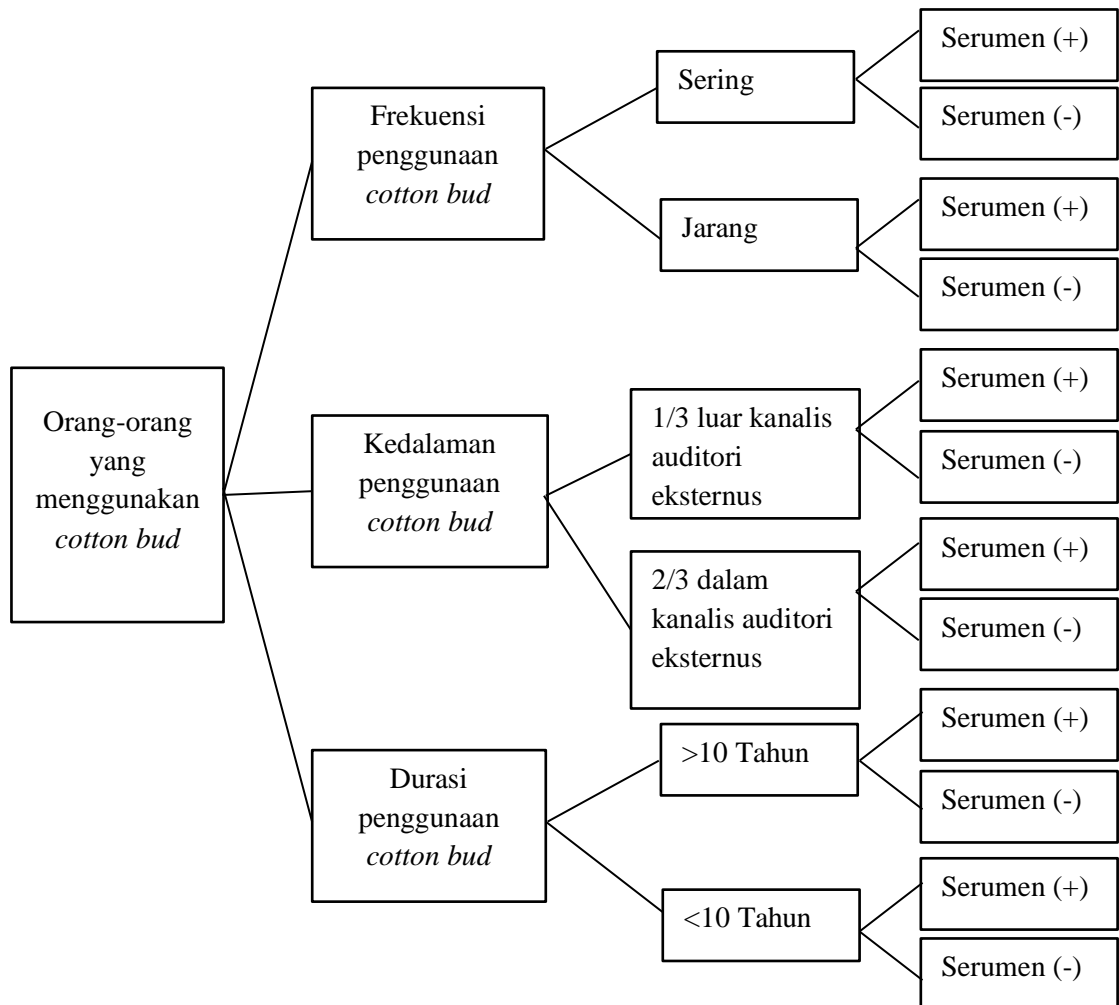 Orang-orang
yang
menggunakan
cotton bud
Frekuensi
penggunaan
cotton bud
Sering
Serumen (+)
Serumen (-)
Jarang
Serumen (+)
Serumen (-)
Kedalaman
penggunaan
cotton bud
1/3 luar kanalis
auditori
eksternus
Serumen (+)
Serumen (-)
2/3 dalam
kanalis auditori
eksternus
Serumen (+)
Serumen (-)
Durasi
penggunaan
cotton bud
>10 Tahun
Serumen (+)
Serumen (-)
<10 Tahun
Serumen (+)
Serumen (-)